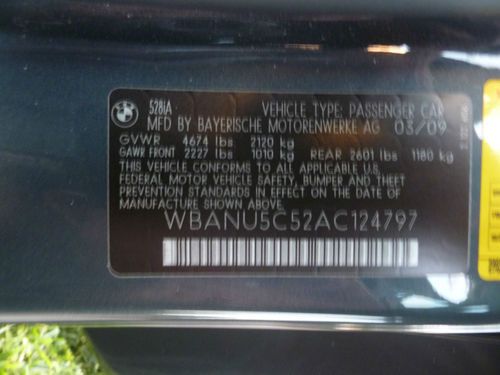 528iA VEHICLE TYPE: PASSENGER CAR
MFD BY BAYERISCHE MOTORENWERKE AG 03/09
GVWR 4674 lbs 2120 kg
GAWR FRONT 2227 lbs 1010 kg REAR 2601 lbs 1180 kg
THIS VEHICLE CONFORMS TO ALL APPLICABLE U.S.
FEDERAL MOTOR VEHICLE SAFETY, BUMPER AND THEFT
PREVENTION STANDARDS IN EFFECT ON THE DATE OF
MANUFACTURE SHOWN ABOVE.
WBANU5C52AC124797